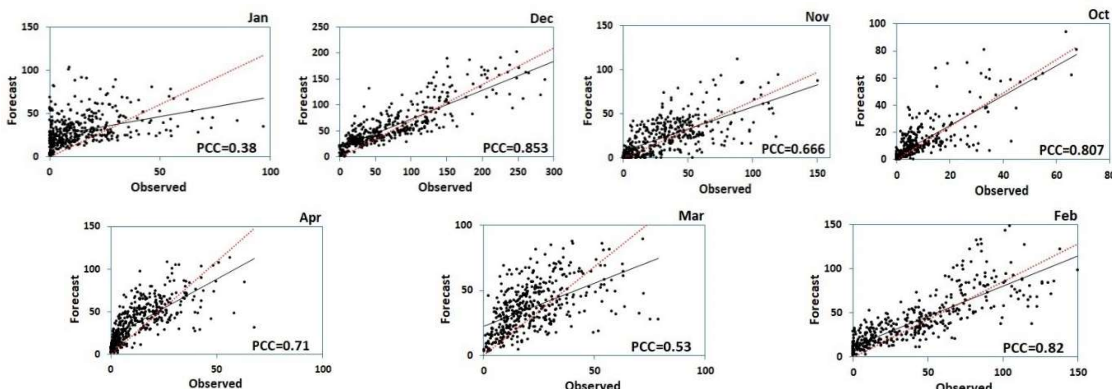 Jan
150
100
50
0
Forecast
PCC=0.38
0 50 100
Observed
Dec
250
200
150
100
50
0
Forecast
PCC=0.853
0 50 100 150 200 250 300
Observed
Nov
150
100
50
0
Forecast
PCC=0.666
0 50 100 150
Observed
Oct
100
80
60
40
20
0
Forecast
PCC=0.807
0 20 40 60 80
Observed
Apr
150
100
50
0
Forecast
PCC=0.71
0 50 100
Observed
Mar
100
50
0
Forecast
PCC=0.53
0 50 100
Observed
Feb
150
100
50
0
Forecast
PCC=0.82
0 50 100 150
Observed